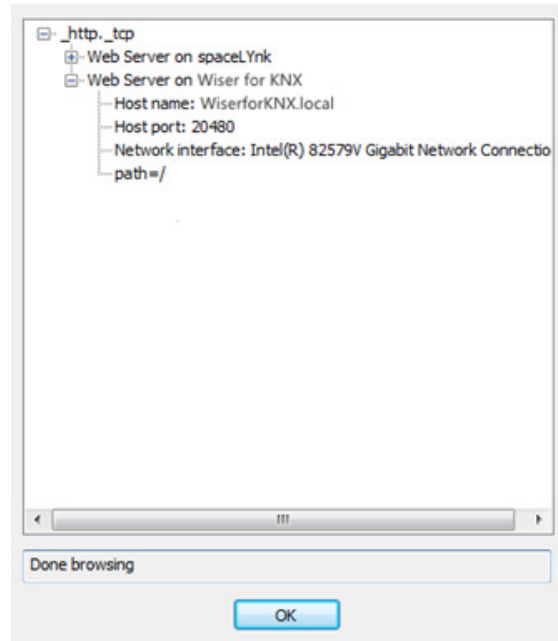 _http._tcp
Web Server on spaceLYnk
Web Server on Wiser for KNX
Host name: WiserforKNX.local
Host port: 20480
Network interface: Intel(R) 82579V Gigabit Network Connectio
path=/
Done browsing
OK